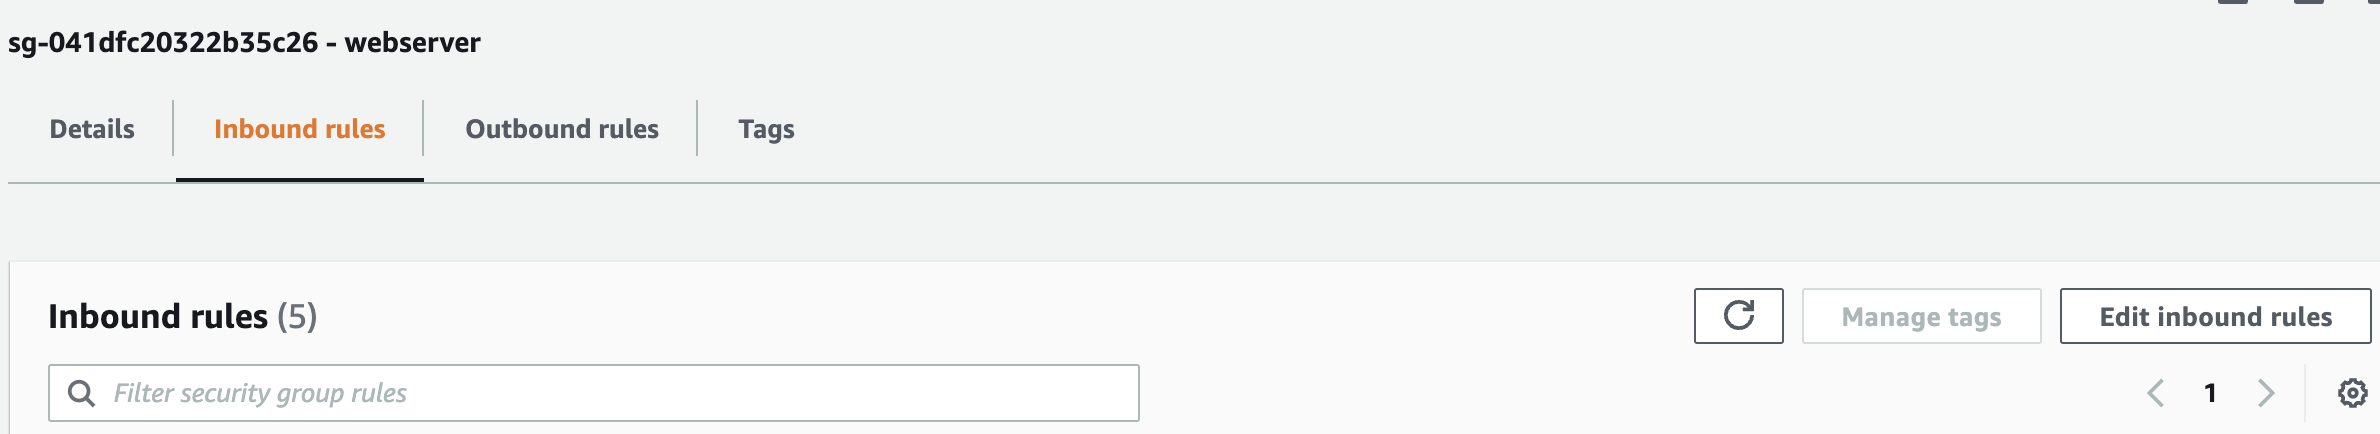 sg-041dfc20322b35c26 - webserver
Details Inbound rules Outbound rules Tags
Inbound rules (5) Manage tags Edit inbound rules
Filter security group rules 1